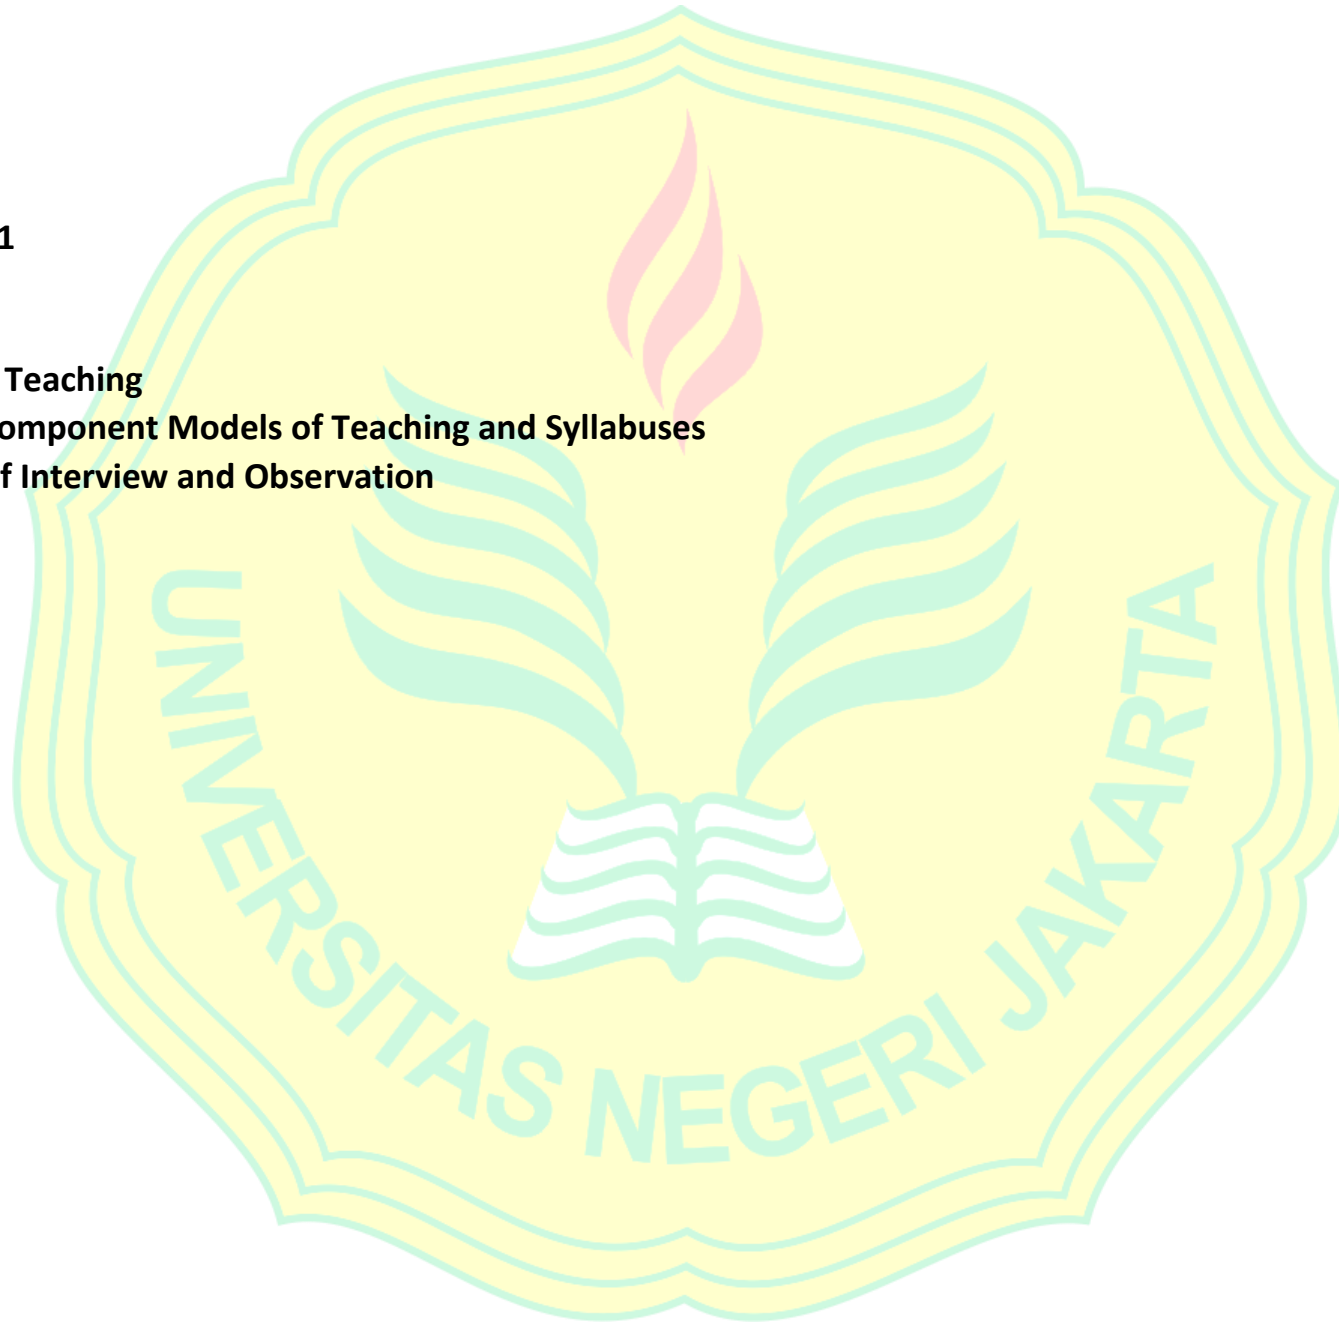 1
Teaching
omponent Models of Teaching and Syllabuses
f Interview and Observation
UNIVERSITAS NEGERI JAKARTA